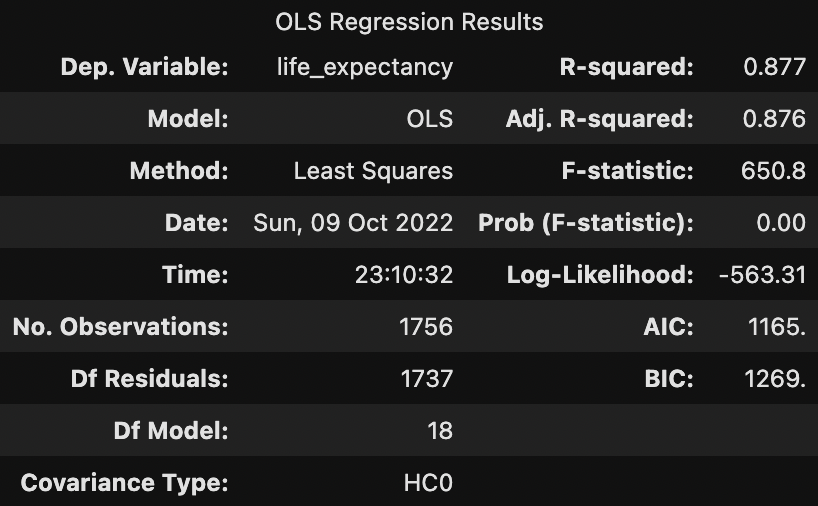 OLS Regression Results
Dep. Variable: life_expectancy R-squared: 0.877
Model: OLS Adj. R-squared: 0.876
Method: Least Squares F-statistic: 650.8
Date: Sun, 09 Oct 2022 Prob (F-statistic): 0.00
Time: 23:10:32 Log-Likelihood: -563.31
No. Observations: 1756 AIC: 1165.
Df Residuals: 1737 BIC: 1269.
Df Model: 18
Covariance Type: HC0